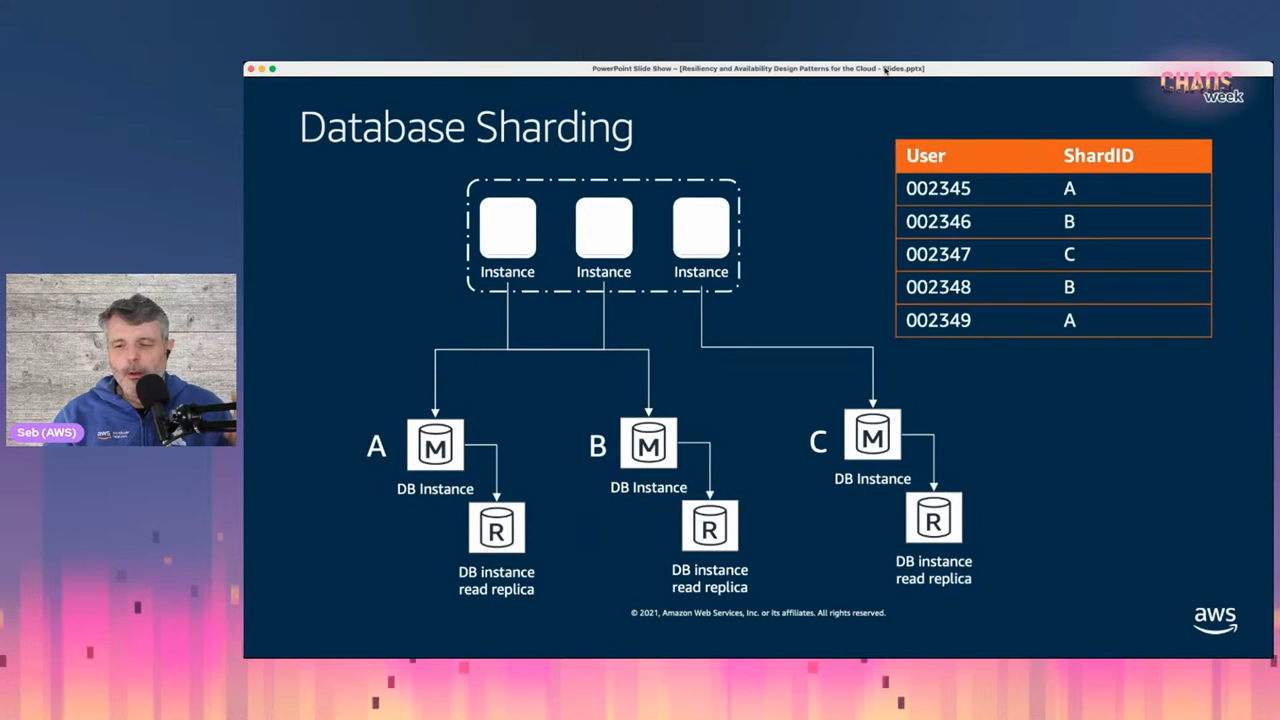 PowerPoint Slide Show – [Resiliency and Availability Design Patterns for the Cloud - Slides.pptx]
CHAOS
week
Database Sharding
User ShardID
002345 A
002346 B
002347 C
002348 B
002349 A
Instance Instance Instance
A M
DB Instance
R
DB instance
read replica
B M
DB Instance
R
DB instance
read replica
C M
DB Instance
R
DB instance
read replica
aws
Seb (AWS)
© 2021, Amazon Web Services, Inc. or its affiliates. All rights reserved.
aws